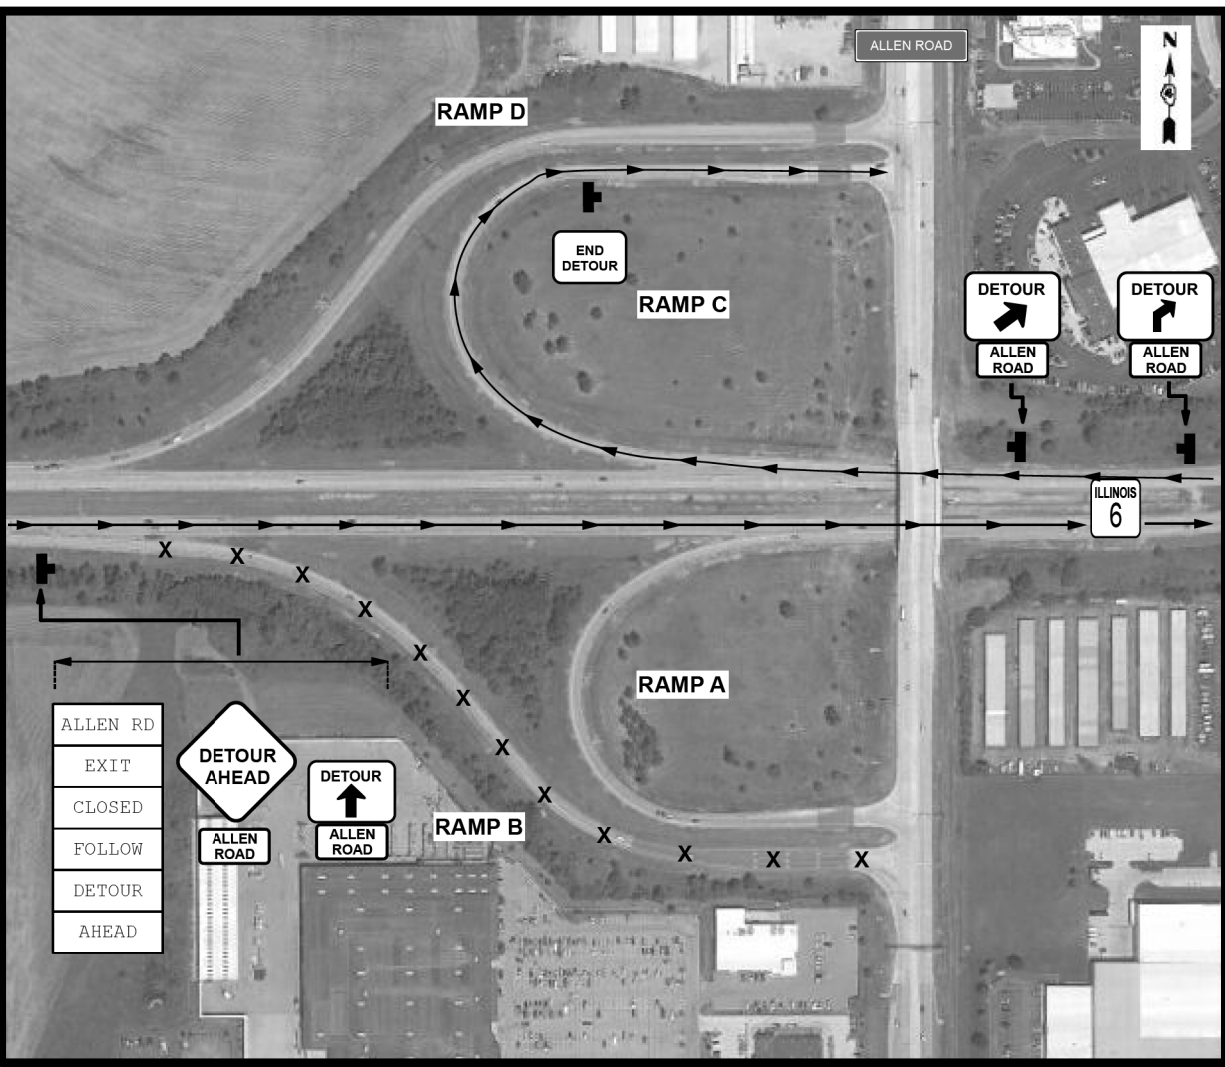 ALLEN ROAD
N
RAMP D
END
DETOUR
RAMP C
DETOUR
ALLEN
ROAD
DETOUR
ALLEN
ROAD
ILLINOIS
6
X
X
X
X
X
X
X
X
X
X
X
X
RAMP A
RAMP B
ALLEN RD
EXIT
CLOSED
FOLLOW
DETOUR
AHEAD
DETOUR
AHEAD
ALLEN
ROAD
DETOUR
ALLEN
ROAD